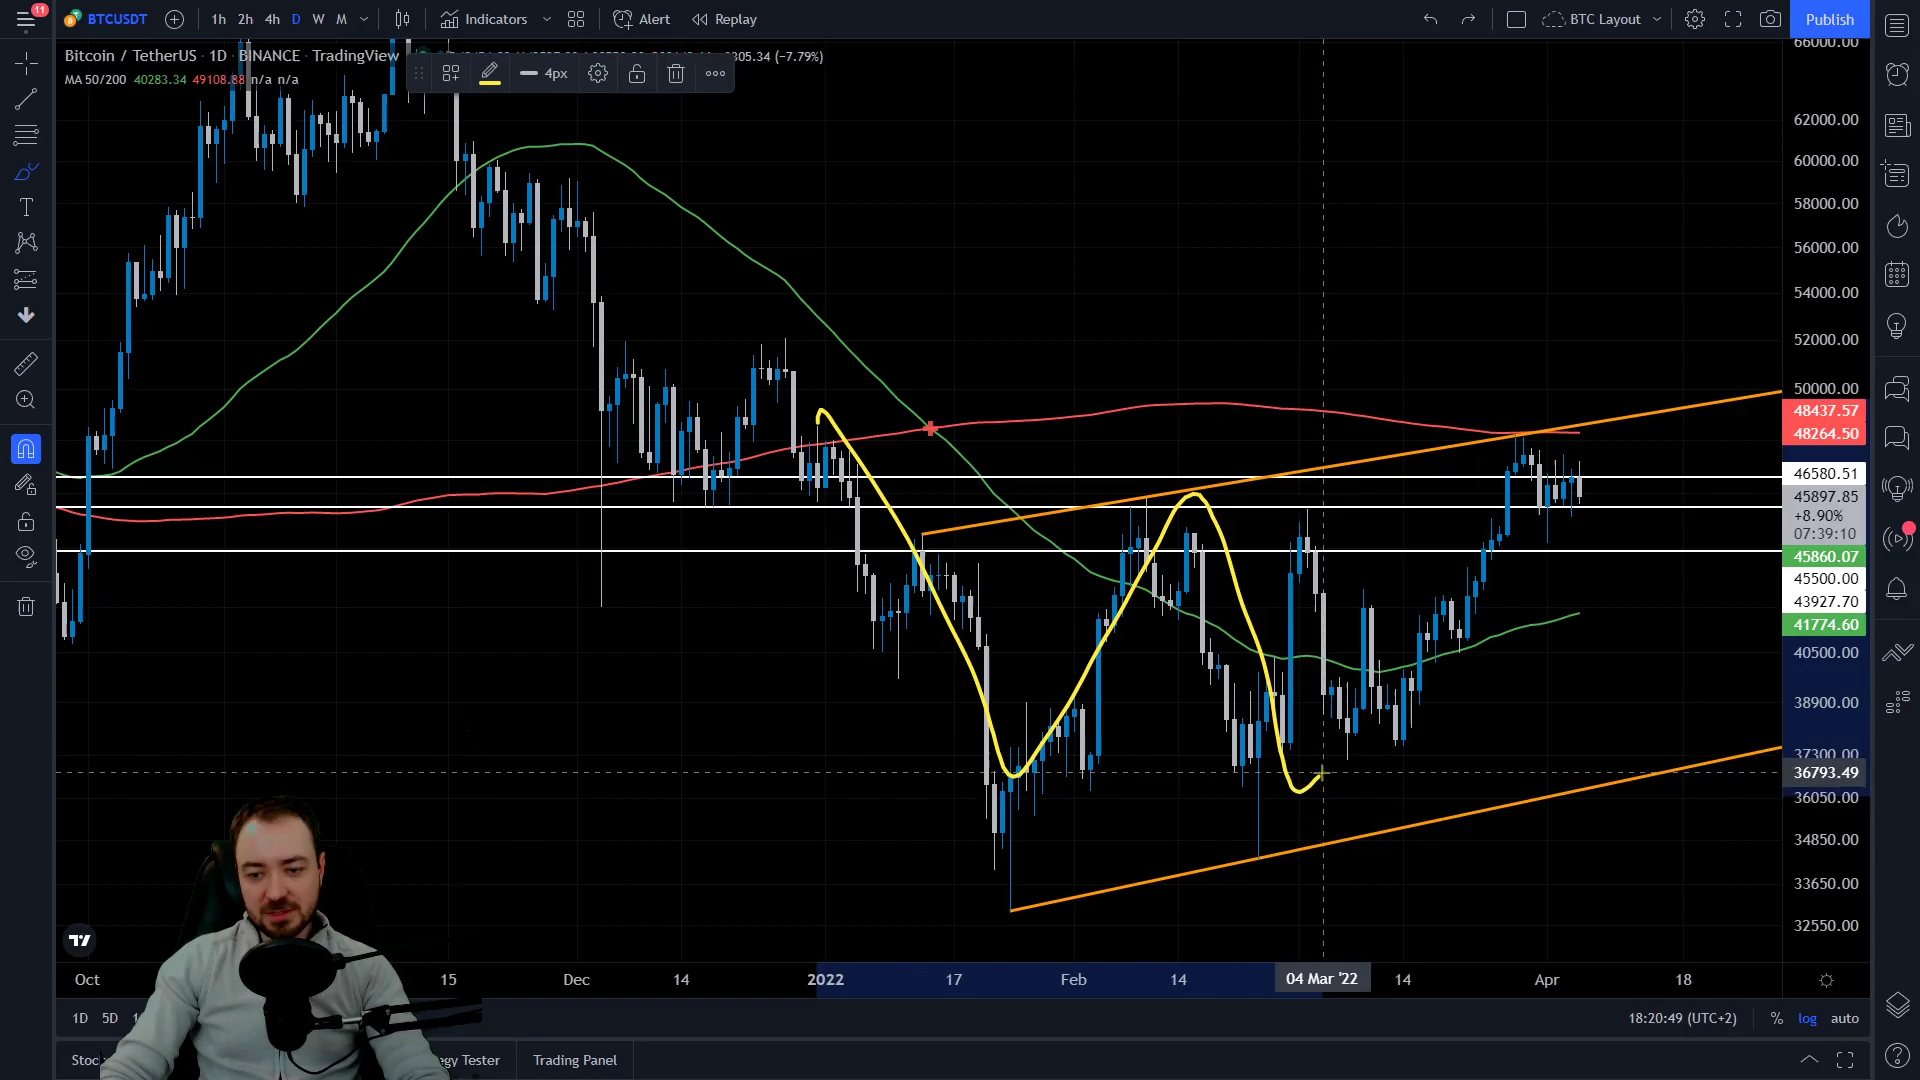 11
BTCUSDT
1h 2h 4h D W M
Indicators
Alert
Replay
BTC Layout
Publish
Bitcoin / TetherUS · 1D · BINANCE · TradingView
305.34 (−7.79%)
MA 50/200 40283.34 49108.88 n/a n/a
4px
66000.00
62000.00
60000.00
58000.00
56000.00
54000.00
52000.00
50000.00
48437.57
48264.50
46580.51
45897.85
+8.90%
07:39:10
45860.07
45500.00
43927.70
41774.60
40500.00
38900.00
37300.00
36793.49
36050.00
34850.00
33650.00
32550.00
Oct 15 Dec 14 2022 17 Feb 14 04 Mar '22 14 Apr 18
1D 5D
18:20:49 (UTC+2) % log auto
Tester
Trading Panel